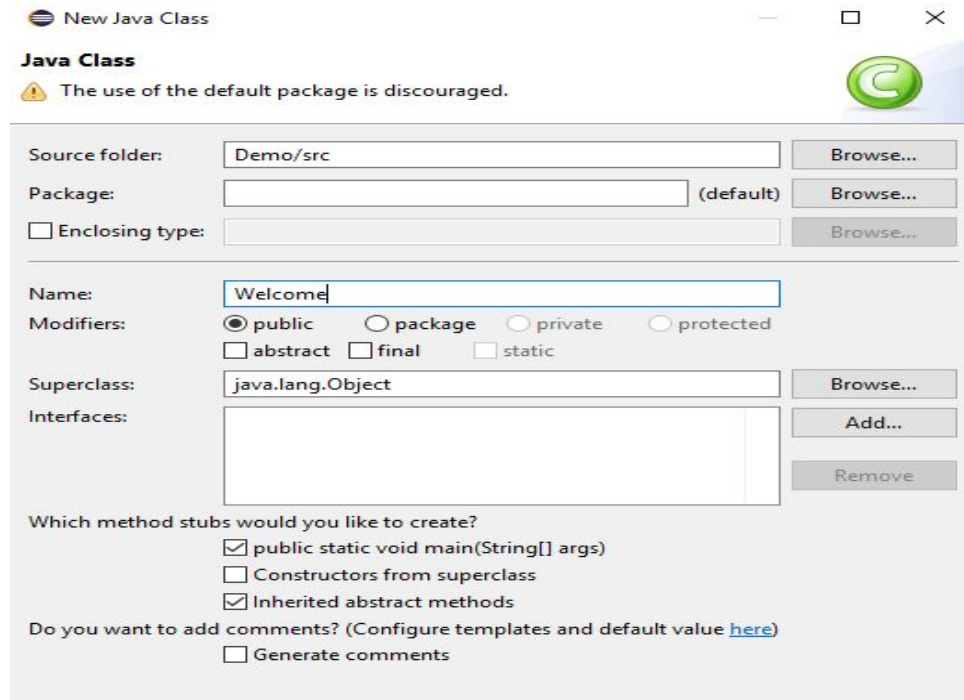 New Java Class
Java Class
The use of the default package is discouraged.
Source folder: Demo/src Browse...
Package: (default) Browse...
Enclosing type: Browse...
Name: Welcome
Modifiers: public package private protected
abstract final static
Superclass: java.lang.Object Browse...
Interfaces: Add...
Remove
Which method stubs would you like to create?
public static void main(String[] args)
Constructors from superclass
Inherited abstract methods
Do you want to add comments? (Configure templates and default value here)
Generate comments